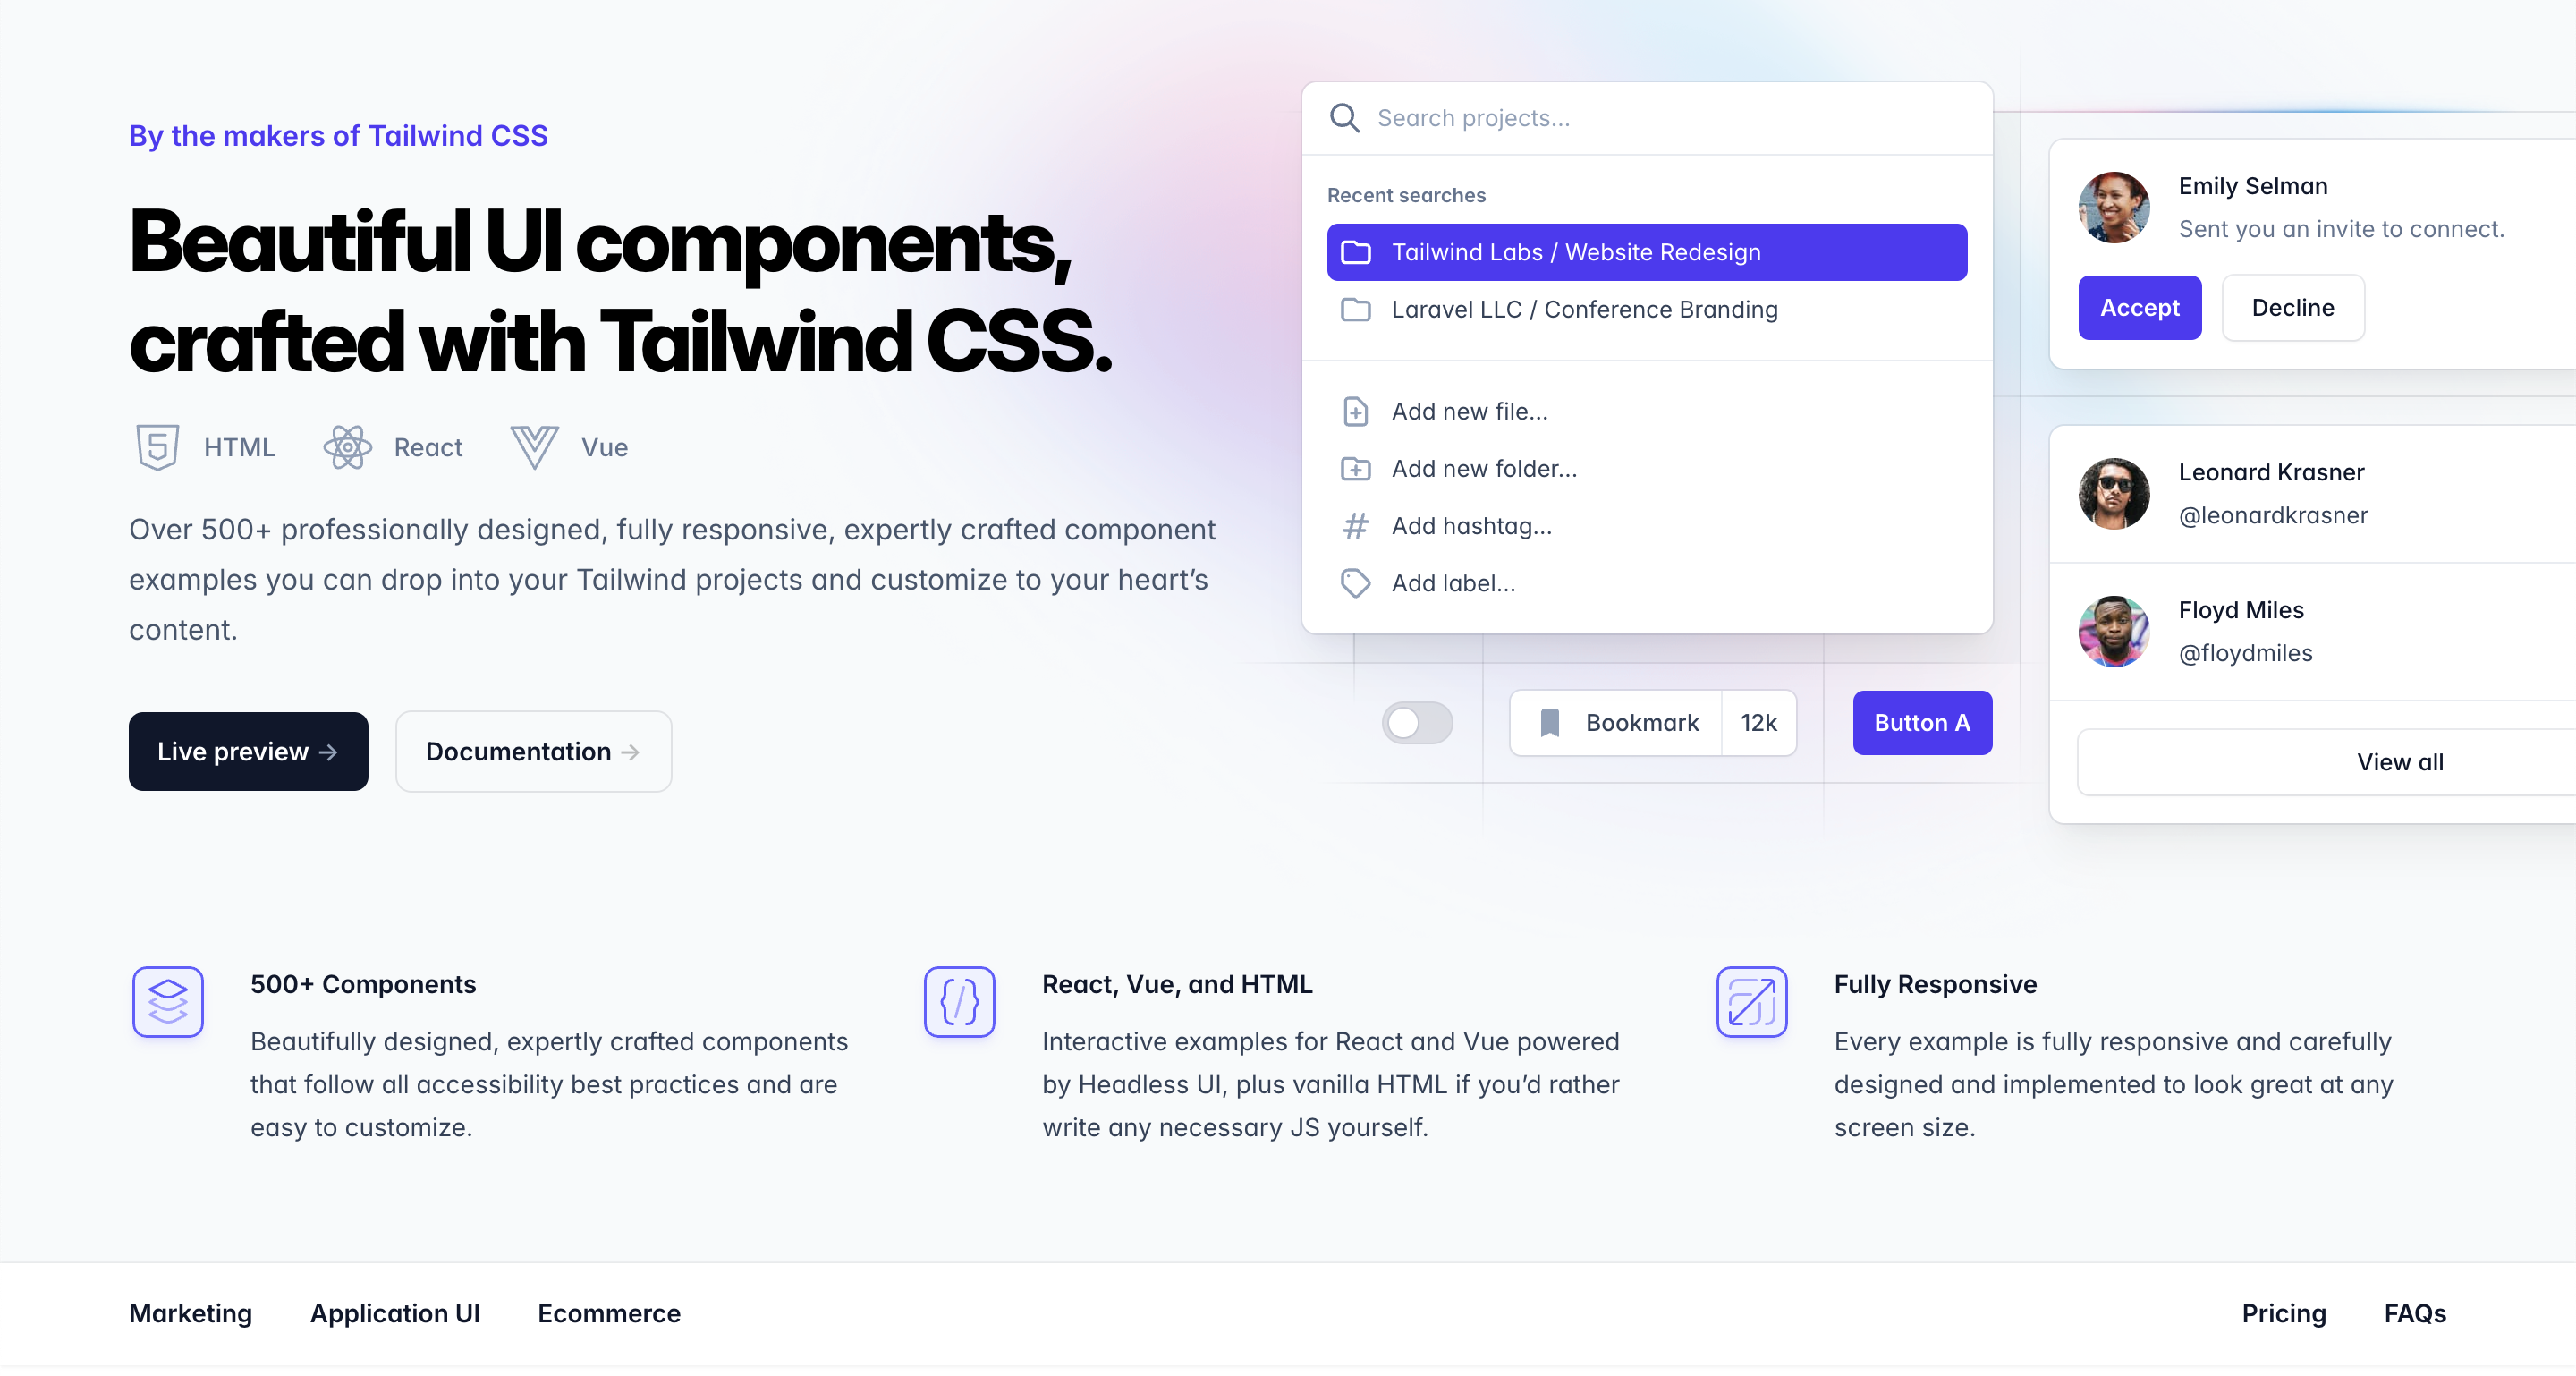 By the makers of Tailwind CSS
Beautiful UI components,
crafted with Tailwind CSS.
HTML
React
Vue
Over 500+ professionally designed, fully responsive, expertly crafted component
examples you can drop into your Tailwind projects and customize to your heart’s
content.
Live preview →
Documentation →
Search projects...
Recent searches
Tailwind Labs / Website Redesign
Laravel LLC / Conference Branding
Add new file...
Add new folder...
Add hashtag...
Add label...
Bookmark
12k
Button A
Emily Selman
Sent you an invite to connect.
Accept
Decline
Leonard Krasner
@leonardkrasner
Floyd Miles
@floydmiles
View all
500+ Components
Beautifully designed, expertly crafted components
that follow all accessibility best practices and are
easy to customize.
React, Vue, and HTML
Interactive examples for React and Vue powered
by Headless UI, plus vanilla HTML if you’d rather
write any necessary JS yourself.
Fully Responsive
Every example is fully responsive and carefully
designed and implemented to look great at any
screen size.
Marketing
Application UI
Ecommerce
Pricing
FAQs